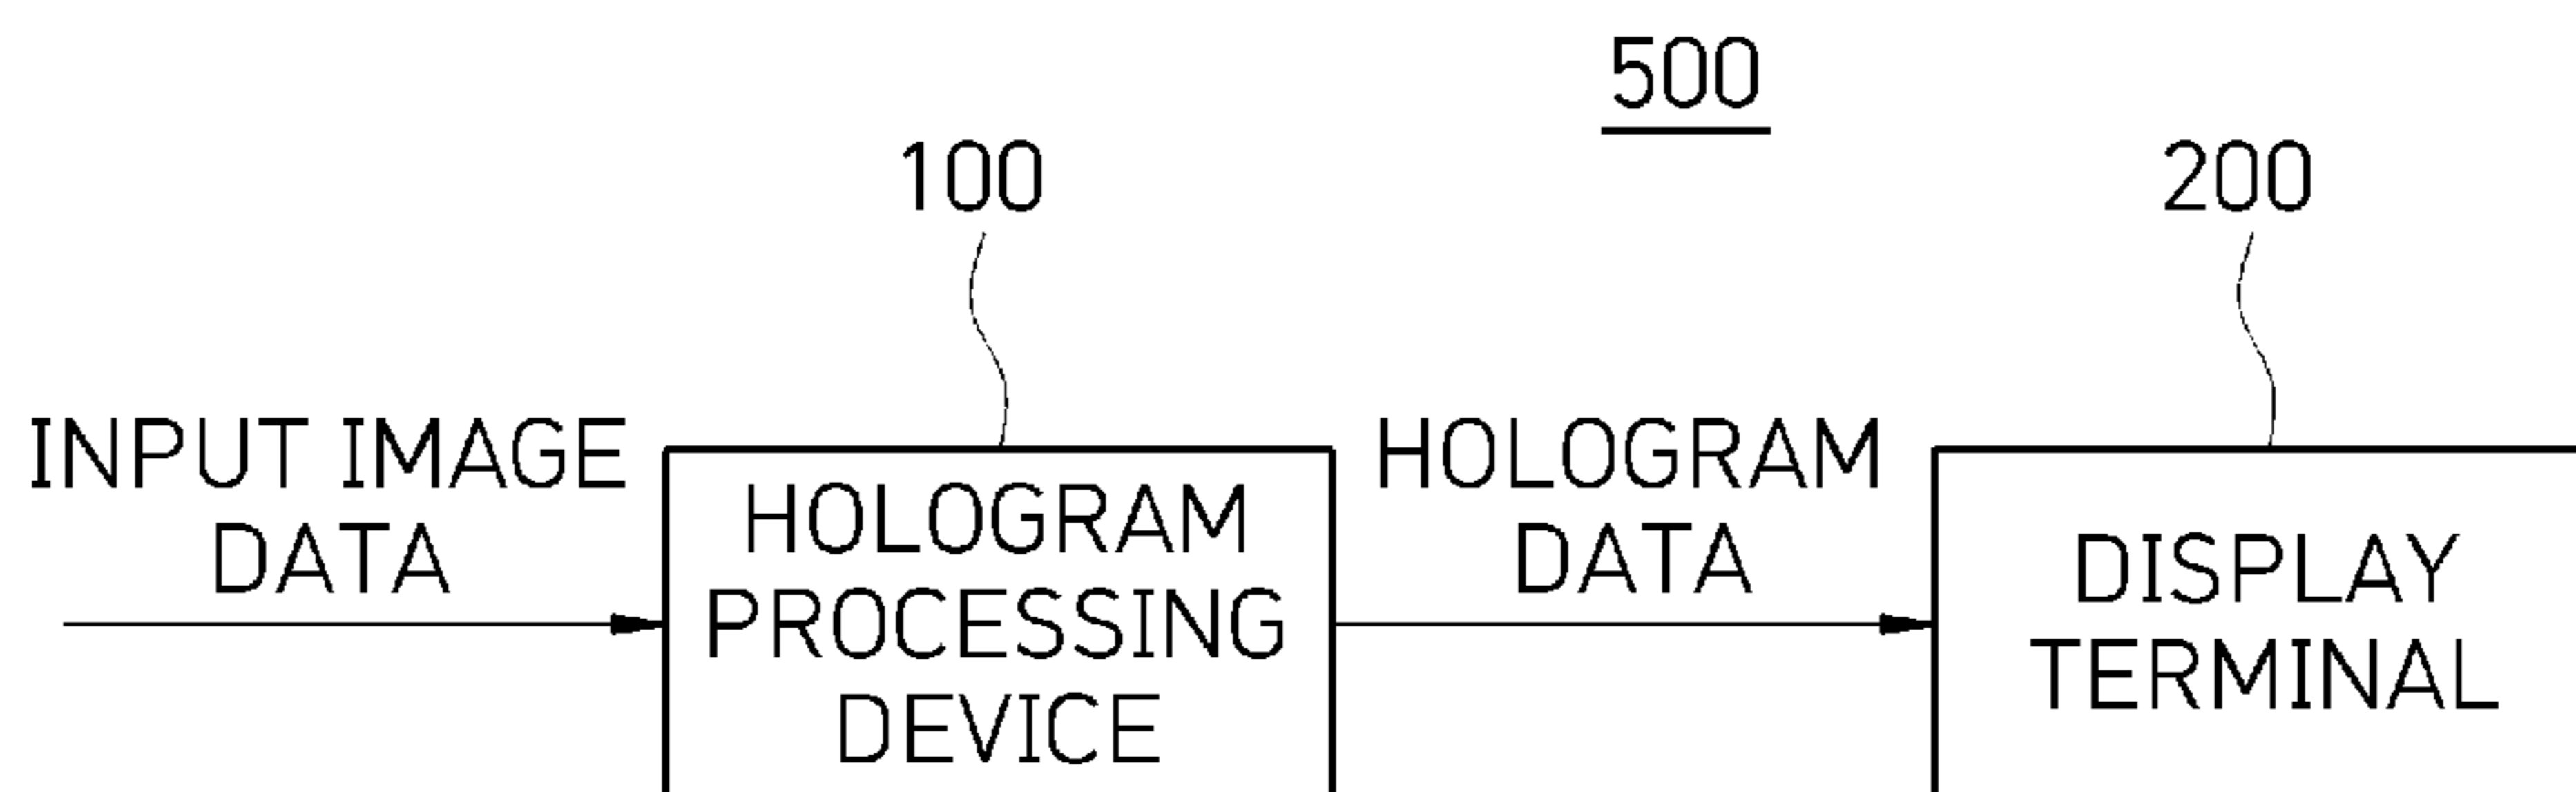 500
100
200
INPUT IMAGE
DATA
HOLOGRAM
PROCESSING
DEVICE
HOLOGRAM
DATA
DISPLAY
TERMINAL